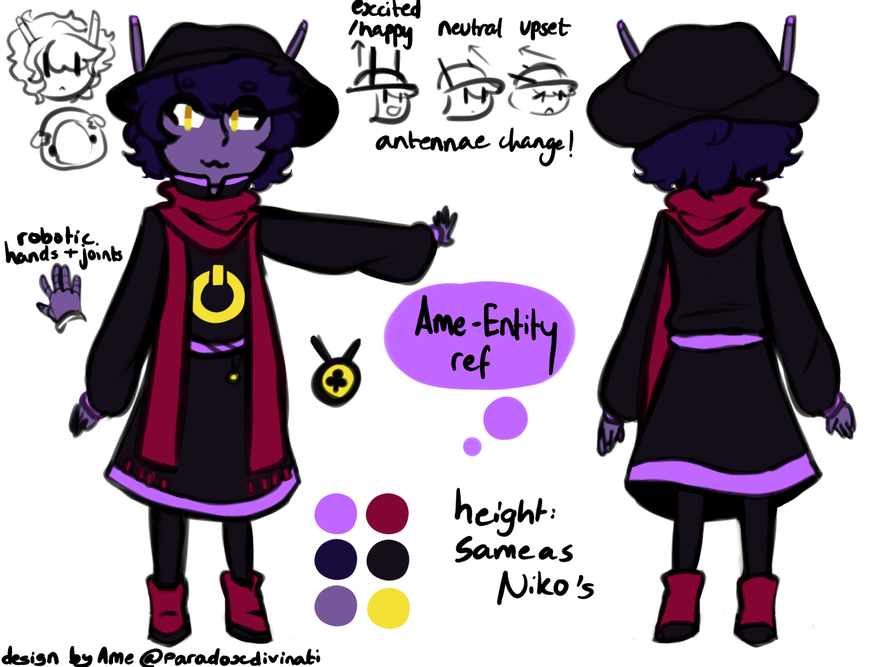 excited
/happy
neutral
upset
antennae change!
robotic
hands + joints
Ame-Entity
ref
height:
Same as
Niko's
design by Ame @paradoxdivinati